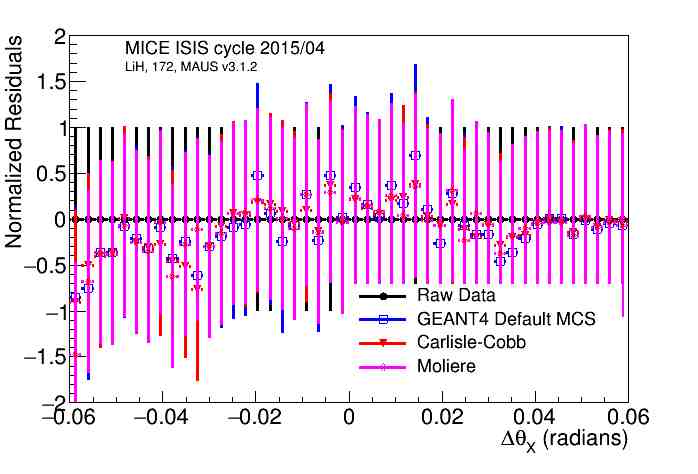 MICE ISIS cycle 2015/04
LiH, 172, MAUS v3.1.2
Normalized Residuals
2
1.5
1
0.5
0
−0.5
−1
−1.5
−2
Raw Data
GEANT4 Default MCS
Carlisle-Cobb
Moliere
−0.06 −0.04 −0.02 0 0.02 0.04 0.06
Δθ_X (radians)